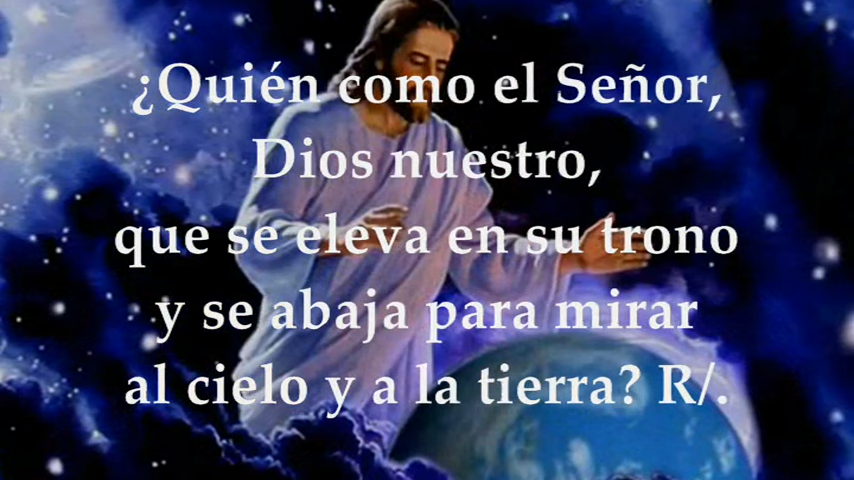 ¿Quién como el Señor,
Dios nuestro,
que se eleva en su trono
y se abaja para mirar
al cielo y a la tierra? R/.